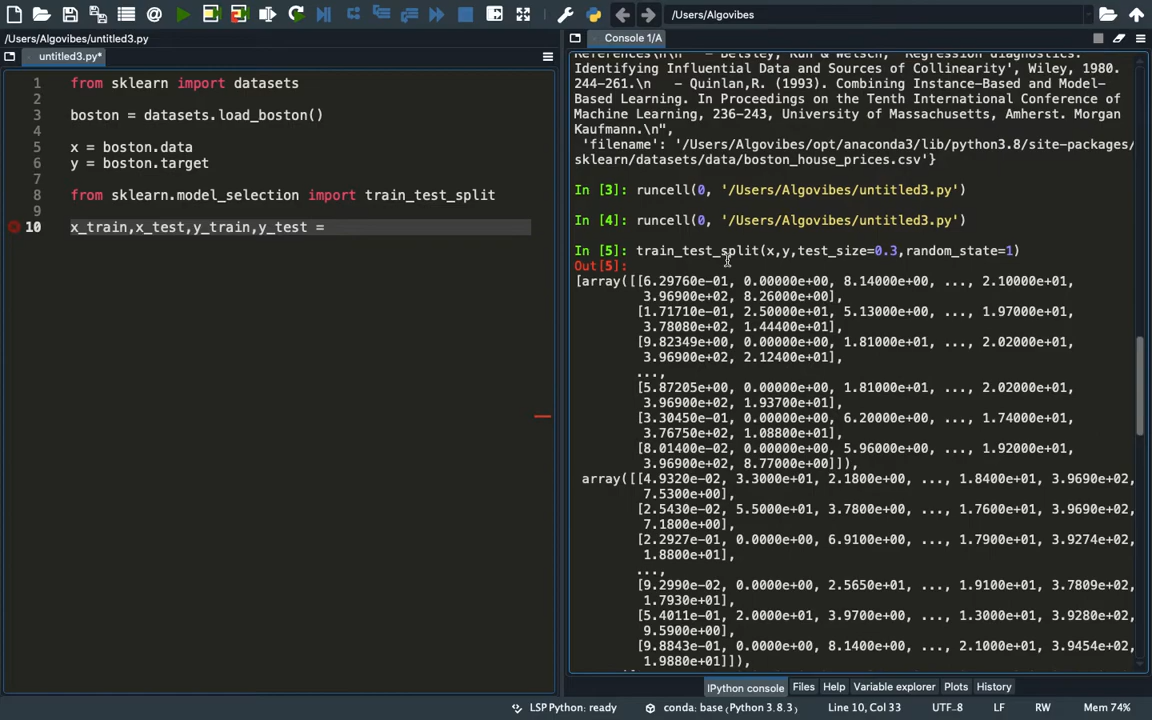 /Users/Algovibes
/Users/Algovibes/untitled3.py
untitled3.py*
1 from sklearn import datasets
2
3 boston = datasets.load_boston()
4
5 x = boston.data
6 y = boston.target
7
8 from sklearn.model_selection import train_test_split
9
10 x_train,x_test,y_train,y_test =
Console 1/A
References\n\n - Belsley, Kuh & Welsch, 'Regression diagnostics:
Identifying Influential Data and Sources of Collinearity', Wiley, 1980.
244-261.\n - Quinlan,R. (1993). Combining Instance-Based and Model-
Based Learning. In Proceedings on the Tenth International Conference of
Machine Learning, 236-243, University of Massachusetts, Amherst. Morgan
Kaufmann.\n",
'filename': '/Users/Algovibes/opt/anaconda3/lib/python3.8/site-packages/
sklearn/datasets/data/boston_house_prices.csv'}
In [3]: runcell(0, '/Users/Algovibes/untitled3.py')
In [4]: runcell(0, '/Users/Algovibes/untitled3.py')
In [5]: train_test_split(x,y,test_size=0.3,random_state=1)
Out[5]:
[array([[6.29760e-01, 0.00000e+00, 8.14000e+00, ..., 2.10000e+01,
3.96900e+02, 8.26000e+00],
[1.71710e-01, 2.50000e+01, 5.13000e+00, ..., 1.97000e+01,
3.78080e+02, 1.44400e+01],
[9.82349e+00, 0.00000e+00, 1.81000e+01, ..., 2.02000e+01,
3.96900e+02, 2.12400e+01],
...,
[5.87205e+00, 0.00000e+00, 1.81000e+01, ..., 2.02000e+01,
3.96900e+02, 1.93700e+01],
[3.30450e-01, 0.00000e+00, 6.20000e+00, ..., 1.74000e+01,
3.76750e+02, 1.08800e+01],
[8.01400e-02, 0.00000e+00, 5.96000e+00, ..., 1.92000e+01,
3.96900e+02, 8.77000e+00]]),
array([[4.9320e-02, 3.3000e+01, 2.1800e+00, ..., 1.8400e+01, 3.9690e+02,
7.5300e+00],
[2.5430e-02, 5.5000e+01, 3.7800e+00, ..., 1.7600e+01, 3.9690e+02,
7.1800e+00],
[2.2927e-01, 0.0000e+00, 6.9100e+00, ..., 1.7900e+01, 3.9274e+02,
1.8800e+01],
...,
[9.2990e-02, 0.0000e+00, 2.5650e+01, ..., 1.9100e+01, 3.7809e+02,
1.7930e+01],
[5.4011e-01, 2.0000e+01, 3.9700e+00, ..., 1.3000e+01, 3.9280e+02,
9.5900e+00],
[9.8843e-01, 0.0000e+00, 8.1400e+00, ..., 2.1000e+01, 3.9454e+02,
1.9880e+01]]),
IPython console Files Help Variable explorer Plots History
LSP Python: ready conda: base (Python 3.8.3) Line 10, Col 33 UTF-8 LF RW Mem 74%